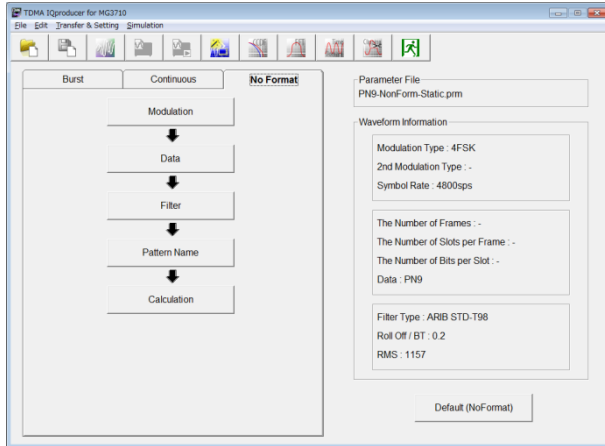 TDMA IQproducer for MG3710
File Edit Transfer & Setting Simulation
Burst Continuous No Format
Modulation
Data
Filter
Pattern Name
Calculation
Parameter File
PN9-NonForm-Static.prm
Waveform Information
Modulation Type : 4FSK
2nd Modulation Type : -
Symbol Rate : 4800sps
The Number of Frames : -
The Number of Slots per Frame : -
The Number of Bits per Slot : -
Data : PN9
Filter Type : ARIB STD-T98
Roll Off / BT : 0.2
RMS : 1157
Default (NoFormat)